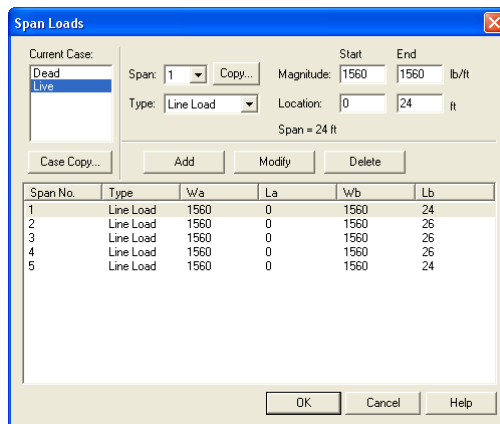 Span Loads
Current Case:
Dead
Live
Case Copy...
Span: 1 Copy...
Type: Line Load
Start End
Magnitude: 1560 1560 lb/ft
Location: 0 24 ft
Span = 24 ft
Add Modify Delete
Span No. Type Wa La Wb Lb
1 Line Load 1560 0 1560 24
2 Line Load 1560 0 1560 26
3 Line Load 1560 0 1560 26
4 Line Load 1560 0 1560 26
5 Line Load 1560 0 1560 24
OK Cancel Help